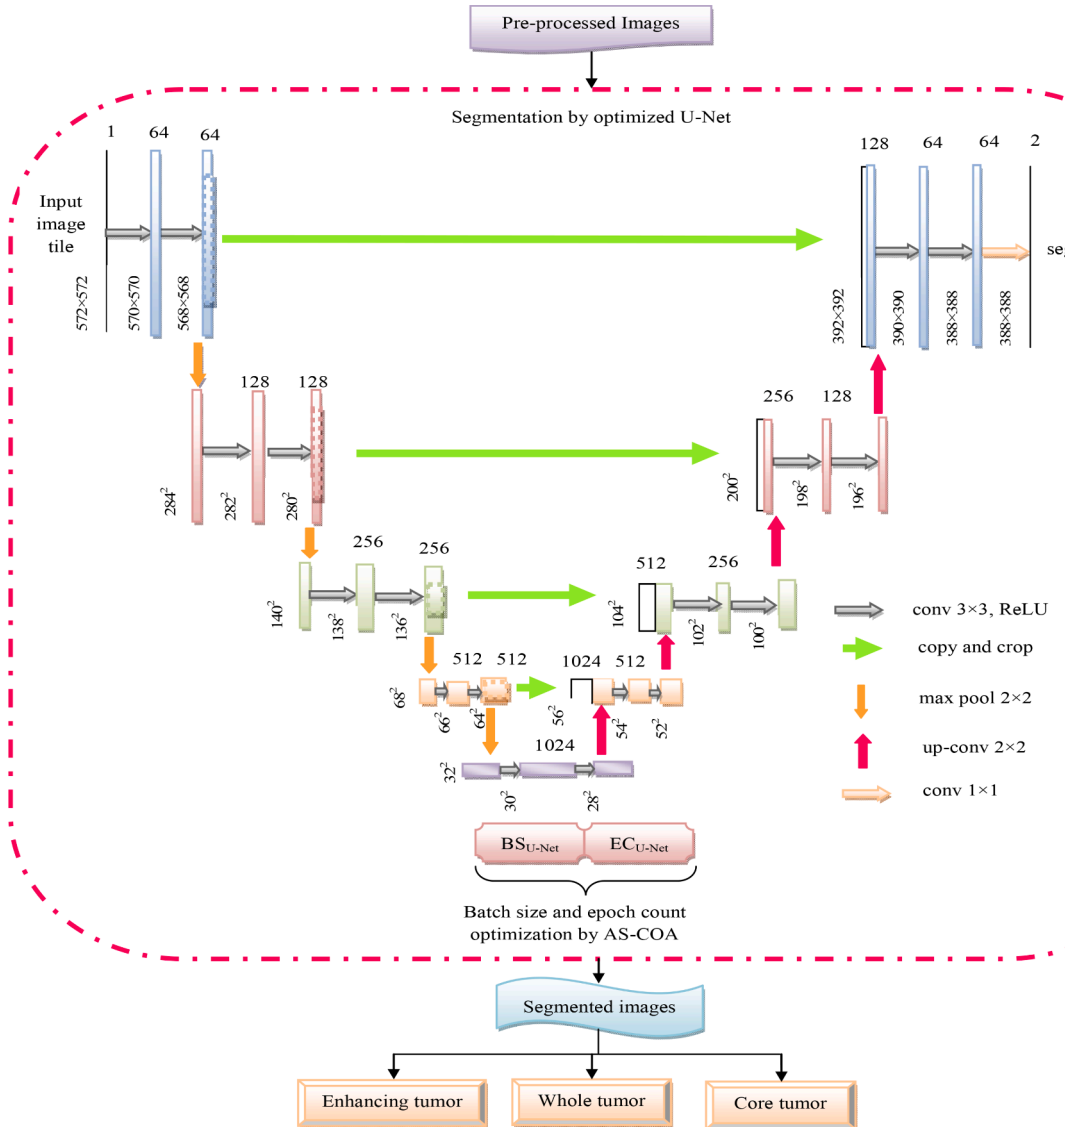 Pre-processed Images
Segmentation by optimized U-Net
1
64
64
128
64
64
2
Input
image
tile
seg
572×572
570×570
568×568
392×392
390×390
388×388
388×388
128
128
256
128
284²
282²
280²
200²
198²
196²
256
256
512
256
140²
138²
136²
104²
102²
100²
conv 3×3, ReLU
copy and crop
max pool 2×2
up-conv 2×2
conv 1×1
512
512
1024
512
68²
66²
64²
56²
54²
52²
1024
32²
30²
28²
BS_U-Net
EC_U-Net
Batch size and epoch count
optimization by AS-COA
Segmented images
Enhancing tumor
Whole tumor
Core tumor